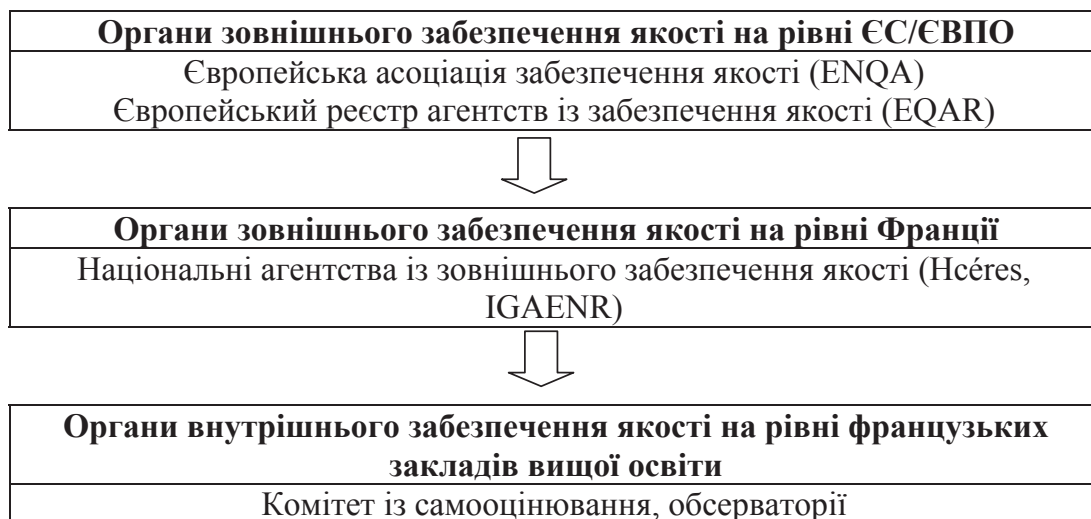 Органи зовнішнього забезпечення якості на рівні ЄС/ЄВПО
Європейська асоціація забезпечення якості (ENQA)
Європейський реєстр агентств із забезпечення якості (EQAR)
Органи зовнішнього забезпечення якості на рівні Франції
Національні агентства із зовнішнього забезпечення якості (Hcéres,
IGAENR)
Органи внутрішнього забезпечення якості на рівні французьких
закладів вищої освіти
Комітет із самооцінювання, обсерваторії